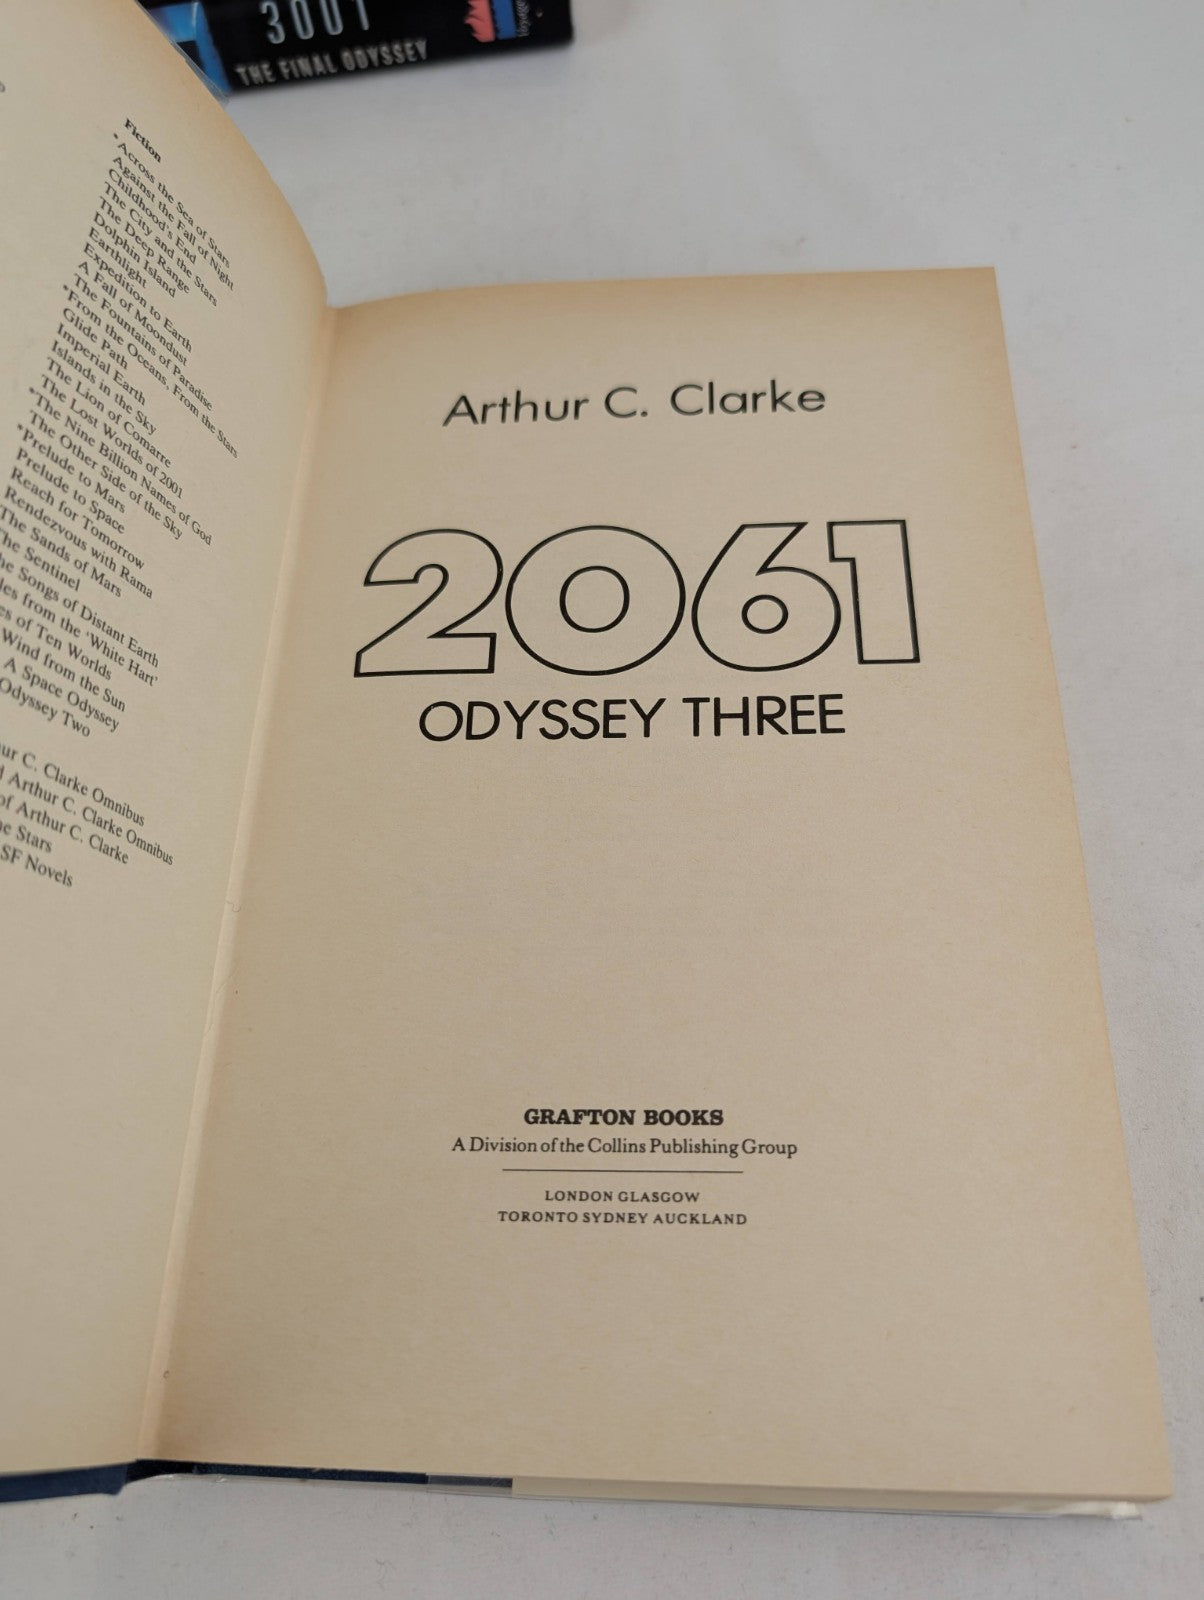 3001
THE FINAL ODYSSEY
Voyager
Fiction
*Across the Sea of Stars
Against the Fall of Night
Childhood's End
The City and the Stars
The Deep Range
Dolphin Island
Earthlight
Expedition to Earth
A Fall of Moondust
The Fountains of Paradise
*From the Oceans, From the Stars
Glide Path
Imperial Earth
Islands in the Sky
The Lion of Comarre
The Lost Worlds of 2001
*The Nine Billion Names of God
The Other Side of the Sky
*Prelude to Mars
Prelude to Space
Reach for Tomorrow
Rendezvous with Rama
The Sands of Mars
The Sentinel
he Songs of Distant Earth
les from the 'White Hart'
es of Ten Worlds
Wind from the Sun
A Space Odyssey
Odyssey Two
ur C. Clarke Omnibus
d Arthur C. Clarke Omnibus
of Arthur C. Clarke
he Stars
SF Novels
Arthur C. Clarke
2061
ODYSSEY THREE
GRAFTON BOOKS
A Division of the Collins Publishing Group
LONDON GLASGOW
TORONTO SYDNEY AUCKLAND